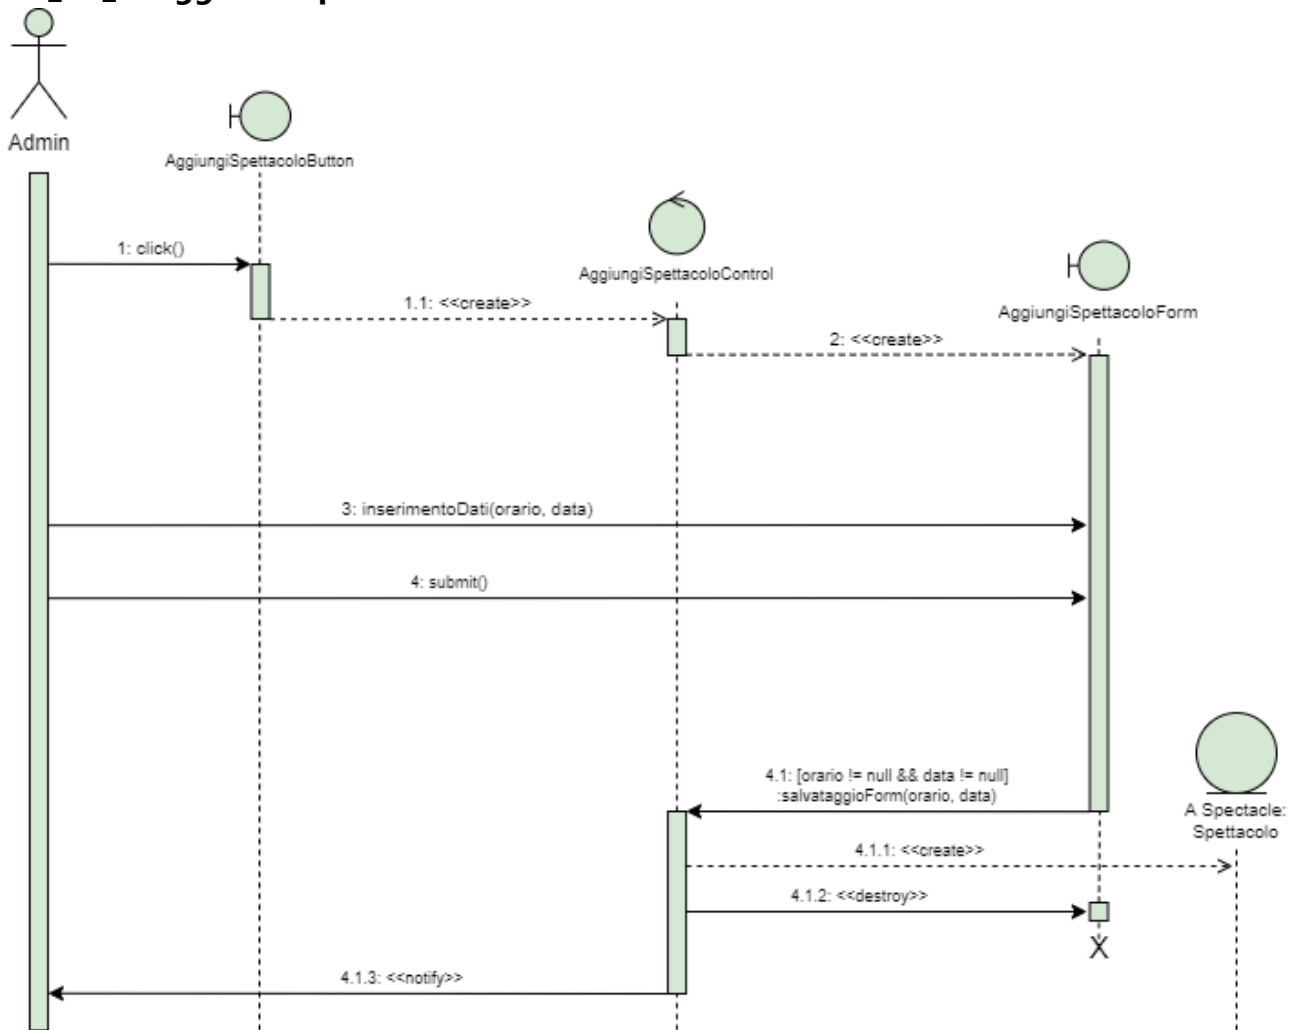 Admin
AggiungiSpettacoloButton
1: click()
AggiungiSpettacoloControl
1.1: <<create>>
AggiungiSpettacoloForm
2: <<create>>
3: inserimentoDati(orario, data)
4: submit()
4.1: [orario != null && data != null]
:salvataggioForm(orario, data)
A Spectacle:
Spettacolo
4.1.1: <<create>>
4.1.2: <<destroy>>
X
4.1.3: <<notify>>